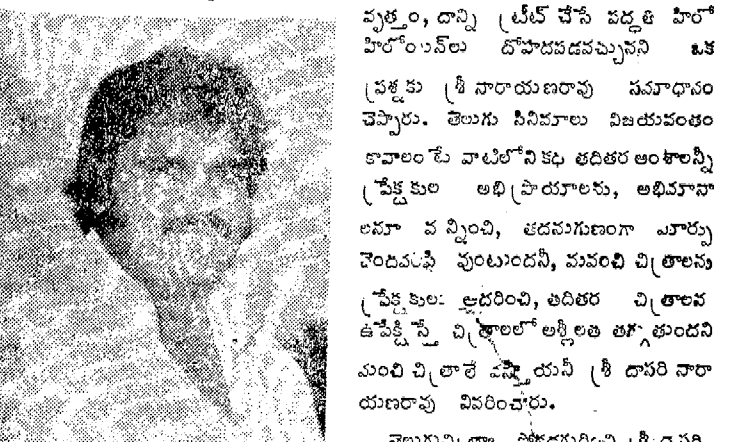 వృత్తం, దాన్ని ట్రీట్ చేసే పద్ధతి హీరో
హీరోయిన్‌లు దోహదపడవచ్చునని ఒక
ప్రశ్నకు శ్రీ నారాయణరావు సమాధానం
చెప్పారు. తెలుగు సినిమాలు విజయవంతం
కావాలంటే వాటిలోని కథ తదితర అంశాలన్నీ
ప్రేక్షకుల అభిప్రాయాలను, అభిమానా
లనూ మన్నించి, తదనుగుణంగా మార్పు
చెందవలసి వుంటుందనీ, మంచి చిత్రాలను
ప్రేక్షకులు ఆదరించి, తదితర చిత్రాలన
ఉపేక్షిస్తే చిత్రాలలో అశ్లీలత తగ్గుతుందని
మంచి చిత్రాలే వస్తాయనీ శ్రీ దాసరి నారా
యణరావు వివరించారు.